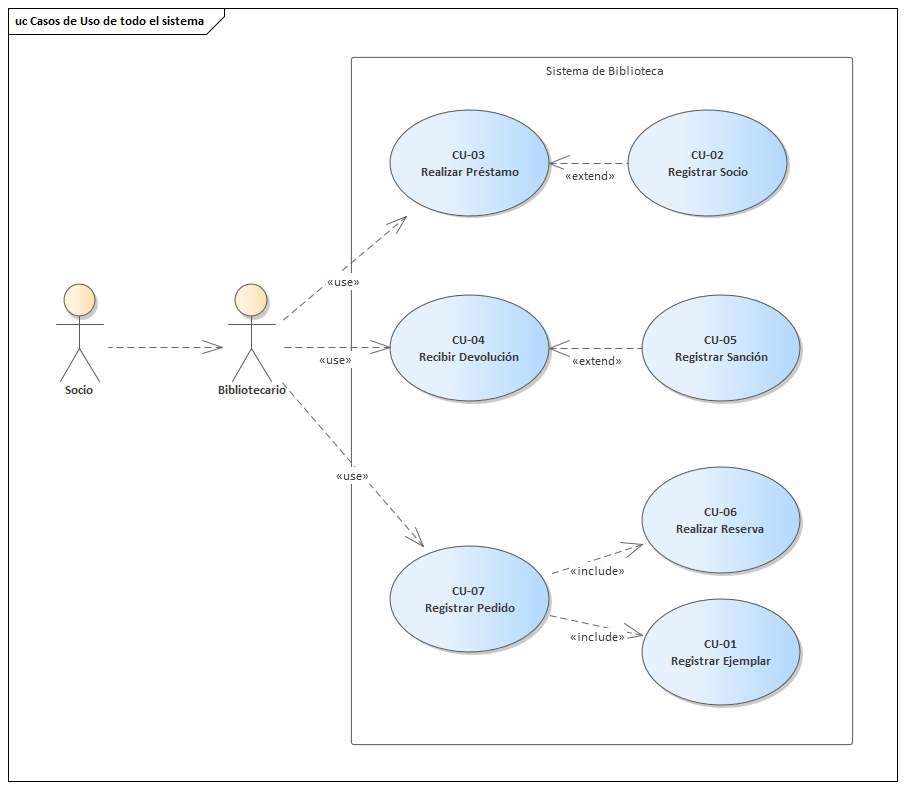 uc Casos de Uso de todo el sistema
Sistema de Biblioteca
CU-03
Realizar Préstamo
CU-02
Registrar Socio
«extend»
«use»
Socio
Bibliotecario
«use»
CU-04
Recibir Devolución
CU-05
Registrar Sanción
«extend»
«use»
CU-06
Realizar Reserva
«include»
CU-07
Registrar Pedido
«include»
CU-01
Registrar Ejemplar